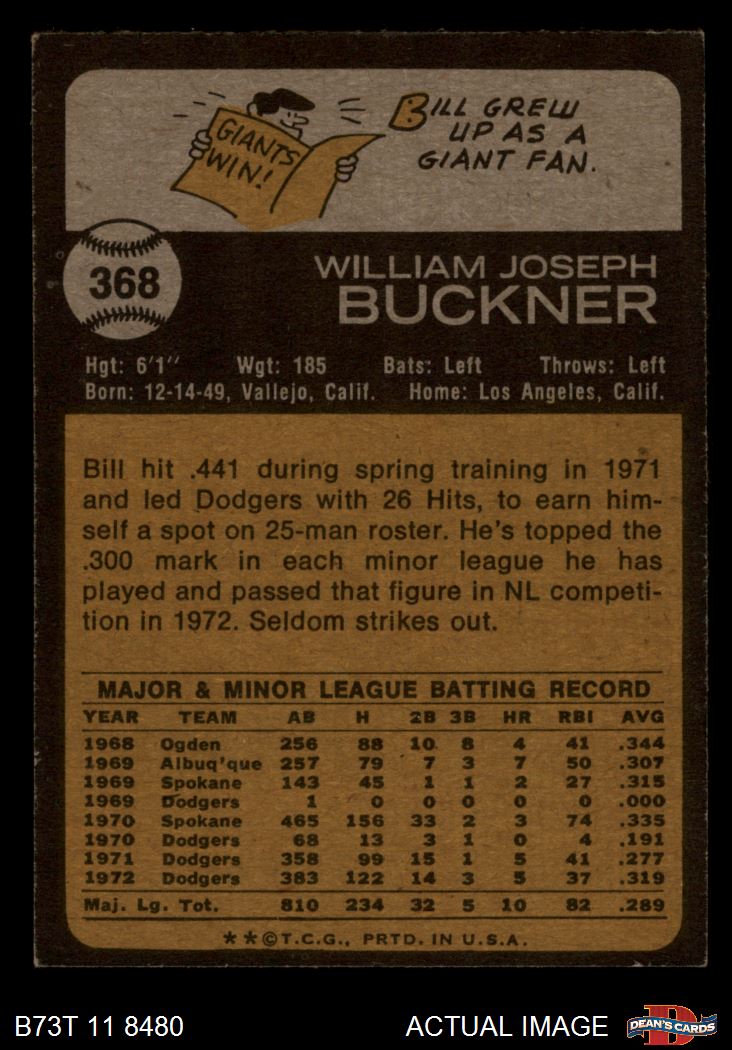 GIANTS
WIN!
BILL GREW
UP AS A
GIANT FAN.
368
WILLIAM JOSEPH
BUCKNER
Hgt: 6'1" Wgt: 185 Bats: Left Throws: Left
Born: 12-14-49, Vallejo, Calif. Home: Los Angeles, Calif.
Bill hit .441 during spring training in 1971
and led Dodgers with 26 Hits, to earn him-
self a spot on 25-man roster. He's topped the
.300 mark in each minor league he has
played and passed that figure in NL competi-
tion in 1972. Seldom strikes out.
MAJOR & MINOR LEAGUE BATTING RECORD
YEAR TEAM AB H 2B 3B HR RBI AVG
1968 Ogden 256 88 10 8 4 41 .344
1969 Albuq'que 257 79 7 3 7 50 .307
1969 Spokane 143 45 1 1 2 27 .315
1969 Dodgers 1 0 0 0 0 0 .000
1970 Spokane 465 156 33 2 3 74 .335
1970 Dodgers 68 13 3 1 0 4 .191
1971 Dodgers 358 99 15 1 5 41 .277
1972 Dodgers 383 122 14 3 5 37 .319
Maj. Lg. Tot. 810 234 32 5 10 82 .289
**©T.C.G., PRTD. IN U.S.A.
B73T 11 8480 ACTUAL IMAGE
D
DEAN'S CARDS